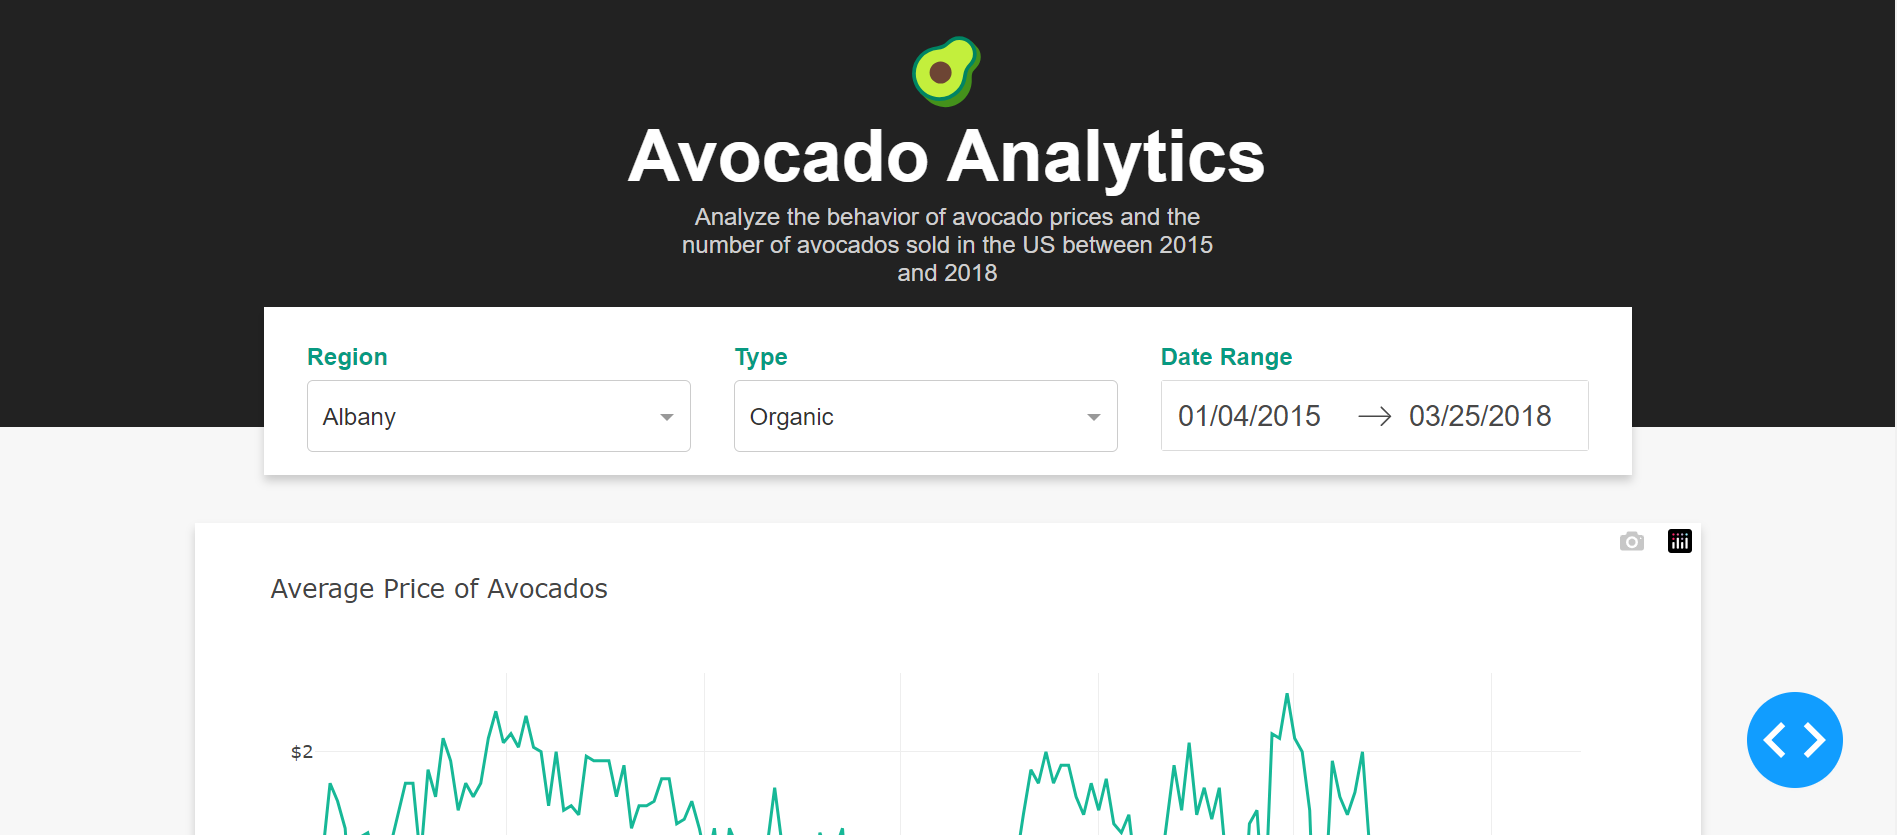 Avocado Analytics
Analyze the behavior of avocado prices and the
number of avocados sold in the US between 2015
and 2018
Region
Type
Date Range
Albany
Organic
01/04/2015
03/25/2018
Average Price of Avocados
$2